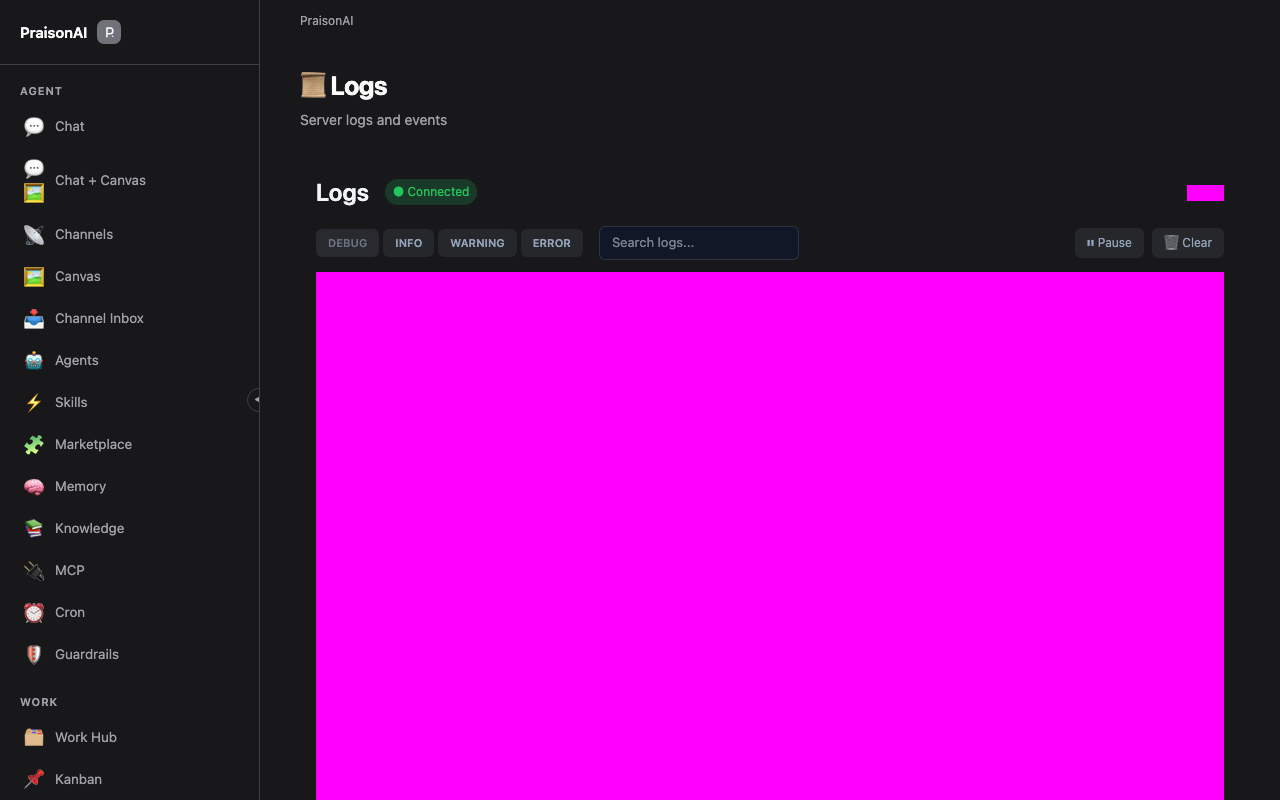 PraisonAI
P.
AGENT
Chat
Chat + Canvas
Channels
Canvas
Channel Inbox
Agents
Skills
Marketplace
Memory
Knowledge
MCP
Cron
Guardrails
WORK
Work Hub
Kanban
PraisonAI
Logs
Server logs and events
Logs
Connected
DEBUG
INFO
WARNING
ERROR
Search logs...
Pause
Clear